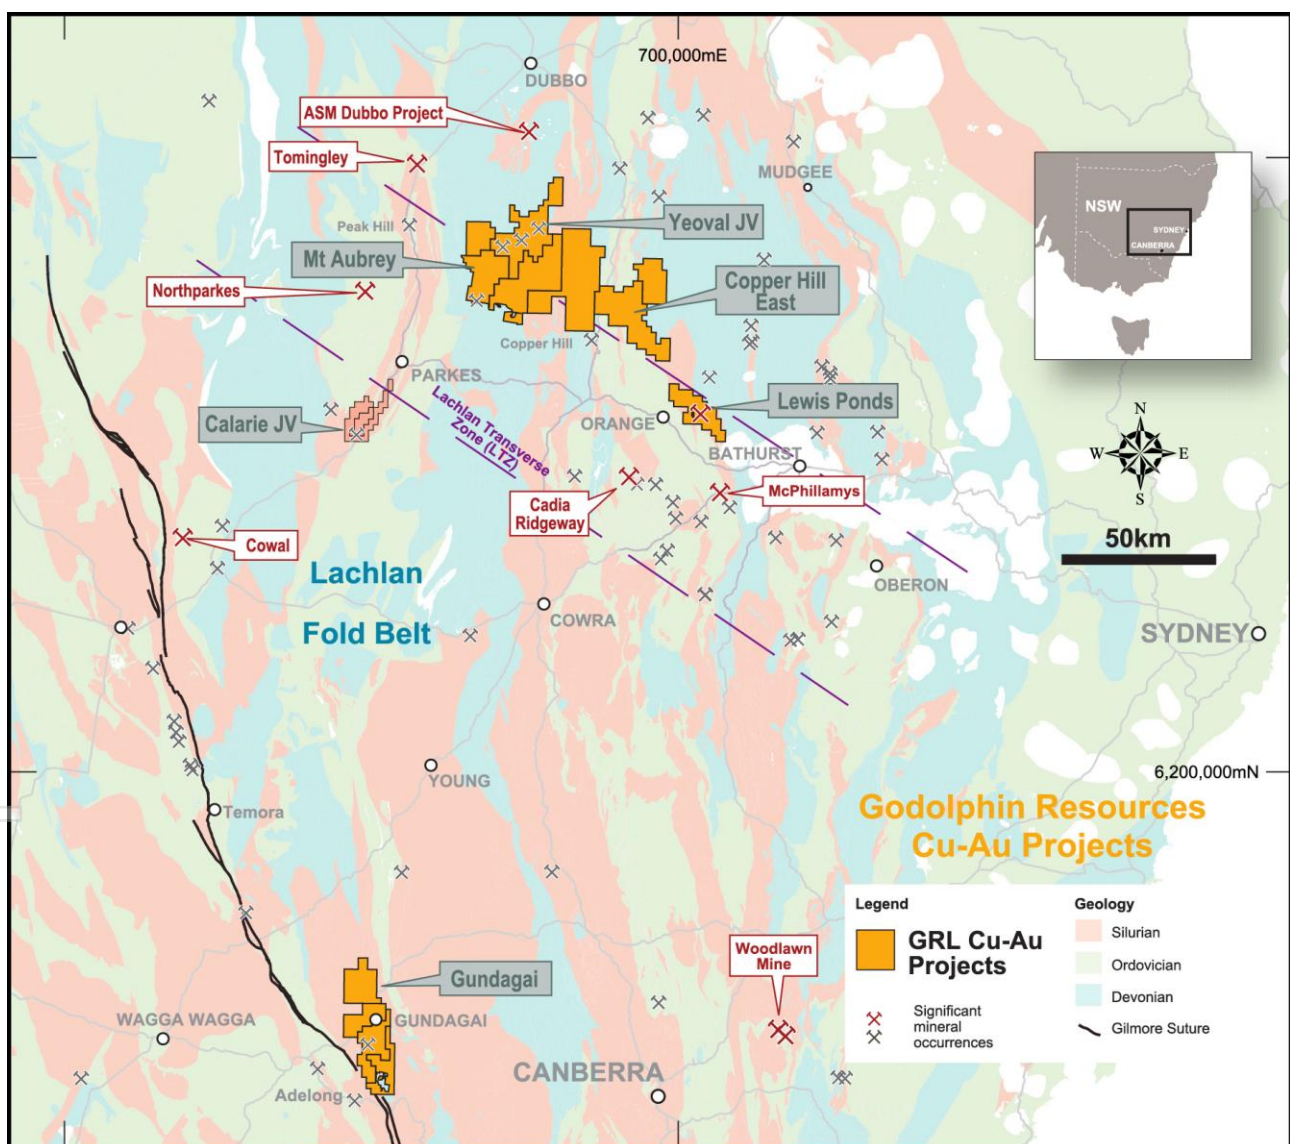 700,000mE
DUBBO
ASM Dubbo Project
Tomingley
MUDGEE
NSW
SYDNEY
CANBERRA
Peak Hill
Yeoval JV
Mt Aubrey
Northparkes
Copper Hill
East
Copper Hill
PARKES
Lachlan Transverse
Zone (LTZ)
Calarie JV
Lewis Ponds
ORANGE
BATHURST
N
W
E
S
Cadia
Ridgeway
McPhillamys
50km
Cowal
Lachlan
Fold Belt
OBERON
COWRA
SYDNEY
YOUNG
6,200,000mN
Temora
Godolphin Resources
Cu-Au Projects
Legend
GRL Cu-Au
Projects
Significant
mineral
occurrences
Geology
Silurian
Ordovician
Devonian
Gilmore Suture
Woodlawn
Mine
Gundagai
WAGGA WAGGA
GUNDAGAI
CANBERRA
Adelong